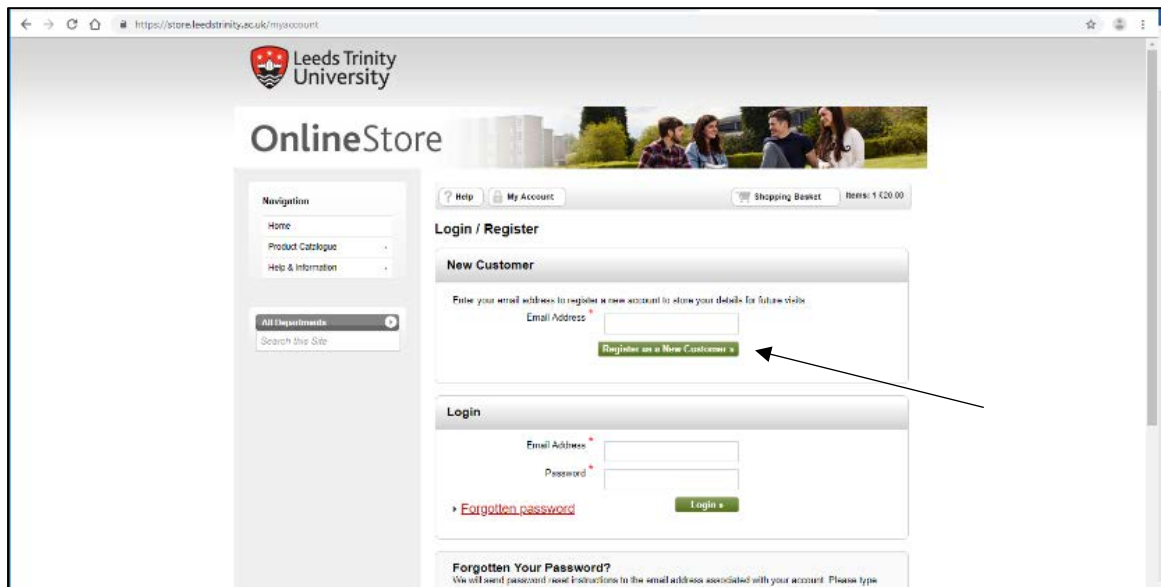 https://store.leedstrinity.ac.uk/myaccount
Leeds Trinity
University
OnlineStore
Navigation
Home
Product Catalogue
Help & Information
All Departments
Search this Site
? Help
My Account
Shopping Basket
Items: 1 £20.00
Login / Register
New Customer
Enter your email address to register a new account to store your details for future visits
Email Address *
Register as a New Customer »
Login
Email Address *
Password *
Forgotten password
Login »
Forgotten Your Password?
We will send password reset instructions to the email address associated with your account. Please type